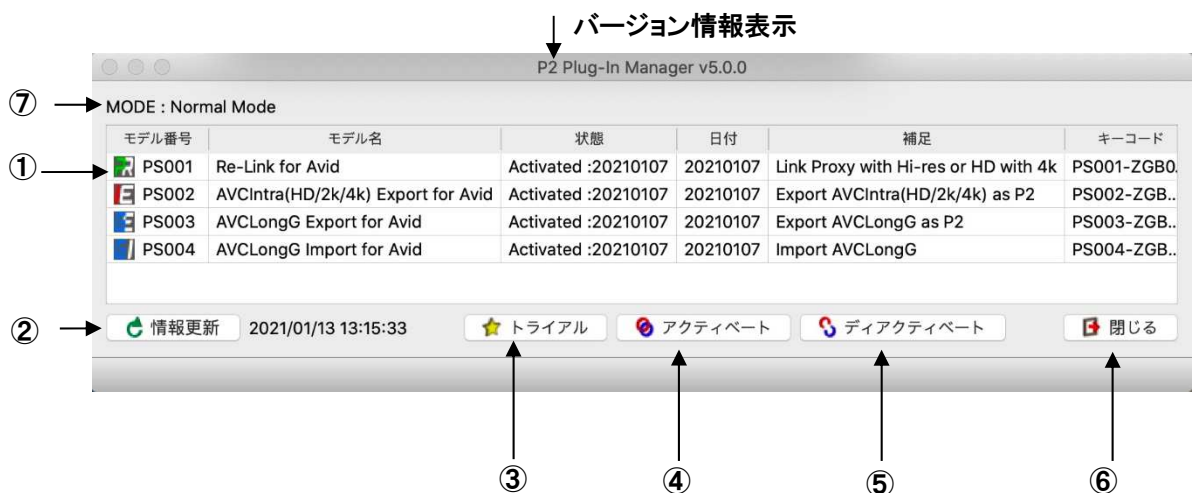 バージョン情報表示
P2 Plug-In Manager v5.0.0
⑦ MODE : Normal Mode
モデル番号 モデル名 状態 日付 補足 キーコード
① PS001 Re-Link for Avid Activated :20210107 20210107 Link Proxy with Hi-res or HD with 4k PS001-ZGB0.
PS002 AVCIntra(HD/2k/4k) Export for Avid Activated :20210107 20210107 Export AVCIntra(HD/2k/4k) as P2 PS002-ZGB..
PS003 AVCLongG Export for Avid Activated :20210107 20210107 Export AVCLongG as P2 PS003-ZGB..
PS004 AVCLongG Import for Avid Activated :20210107 20210107 Import AVCLongG PS004-ZGB..
② 情報更新 2021/01/13 13:15:33 トライアル アクティベート ディアクティベート 閉じる
③ ④ ⑤ ⑥